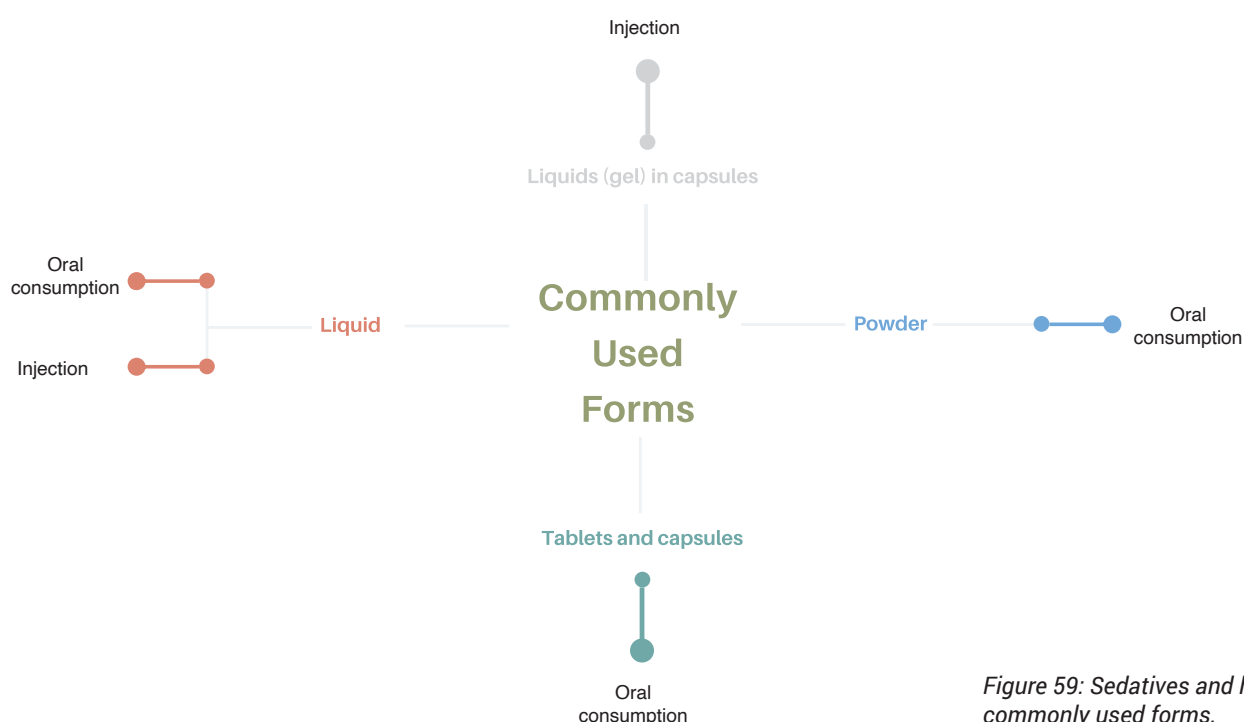 Injection
Liquids (gel) in capsules
Oral
consumption
Liquid
Injection
Commonly
Used
Forms
Powder
Oral
consumption
Tablets and capsules
Oral
consumption
Figure 59: Sedatives and
commonly used forms.